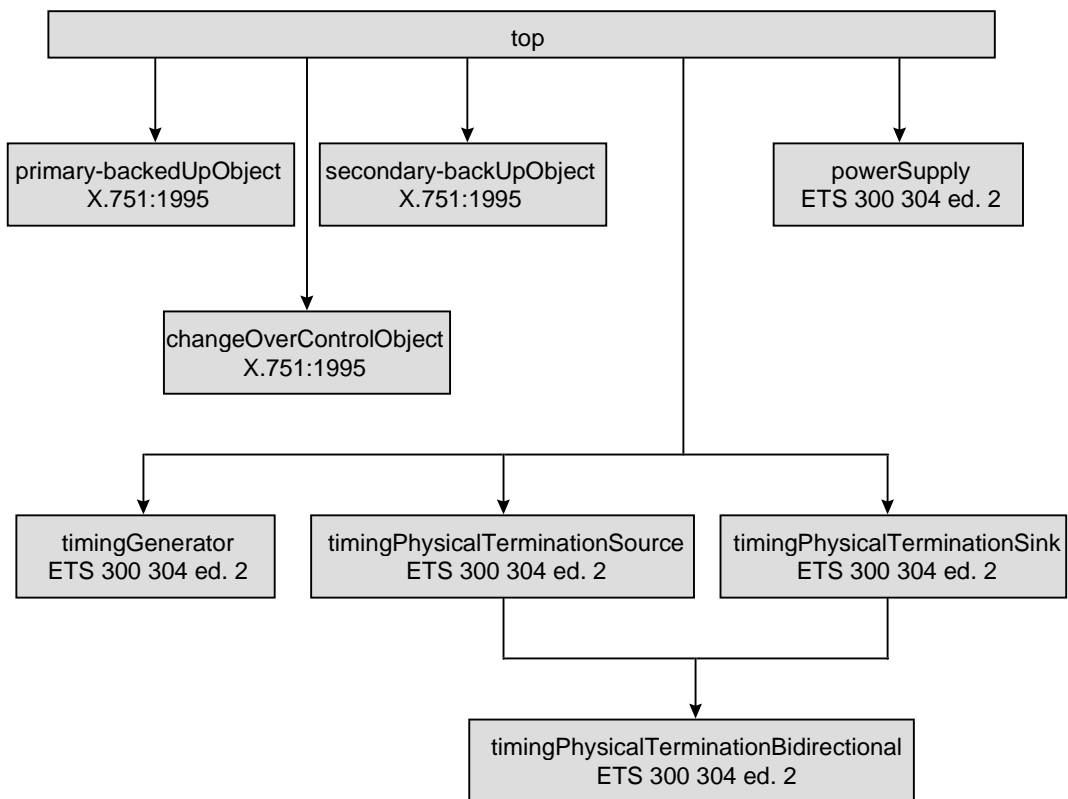 top
primary-backedUpObject
X.751:1995
secondary-backUpObject
X.751:1995
powerSupply
ETS 300 304 ed. 2
changeOverControlObject
X.751:1995
timingGenerator
ETS 300 304 ed. 2
timingPhysicalTerminationSource
ETS 300 304 ed. 2
timingPhysicalTerminationSink
ETS 300 304 ed. 2
timingPhysicalTerminationBidirectional
ETS 300 304 ed. 2